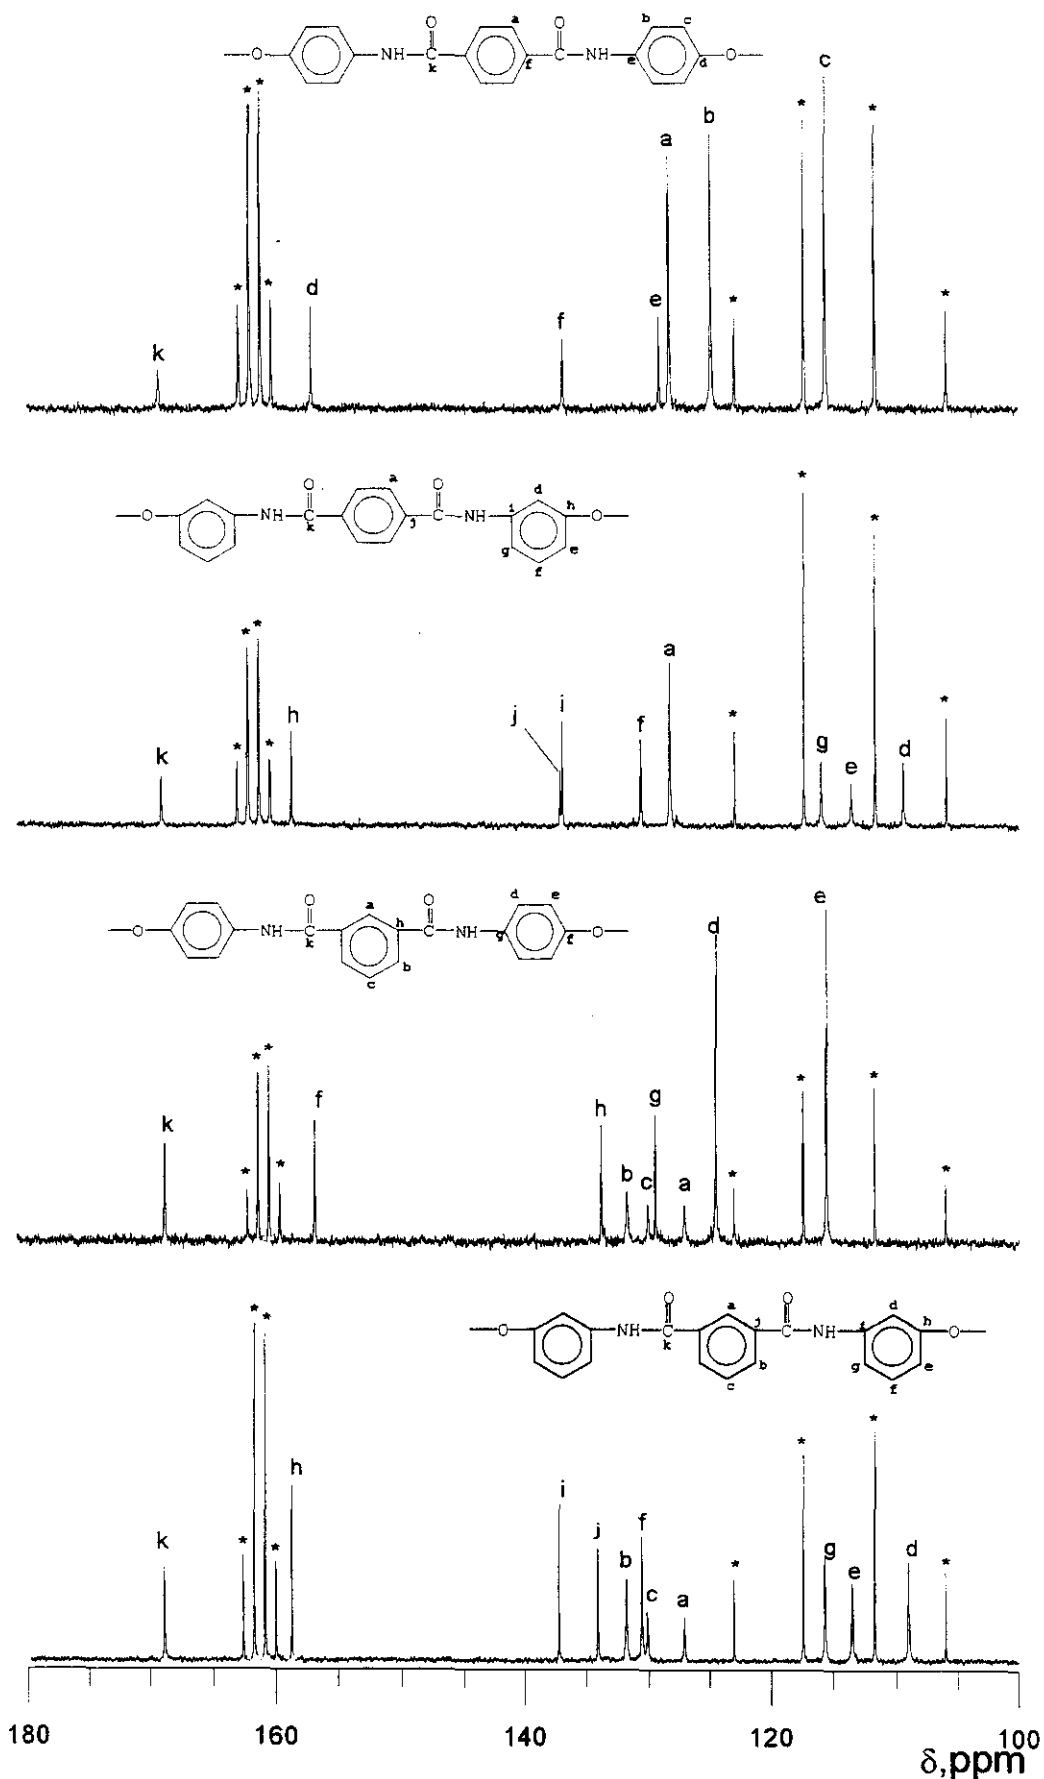 O a O b c
O NH C C NH O
k f e d
c
* * * b *
a
* * d e * *
f
k
*
O a O d
O NH C C NH i h O
k j g e
f
*
* * a
j i f * *
k * * h g e d
e
O a O d e d
O NH C h C NH g f O
k b
c
* * *
f *
k h g
* * b c a * *
* *
O a O d
O NH C j C NH i h O
k b g e
c f
* *
h i
k * * j b f c a * g e d *
180 160 140 120 100
δ,ppm